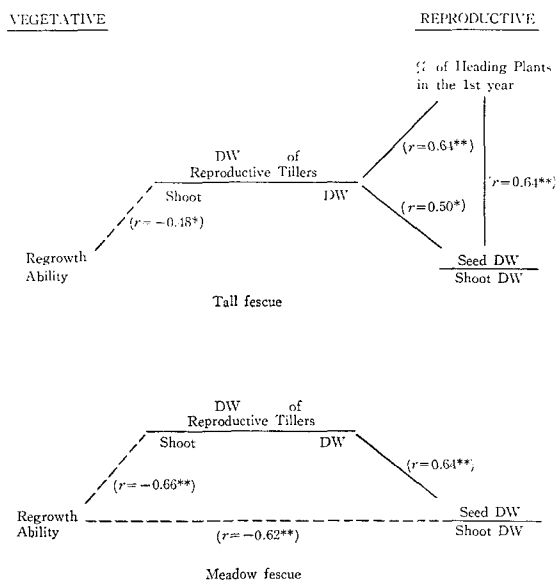 VEGETATIVE
REPRODUCTIVE
% of Heading Plants
in the 1st year
DW of
Reproductive Tillers
Shoot DW
(r=0.64**)
(r=0.64**)
(r=0.50*)
(r=−0.48*)
Regrowth
Ability
Seed DW
Shoot DW
Tall fescue
DW of
Reproductive Tillers
Shoot DW
(r=0.64**)
(r=−0.66**)
Regrowth
Ability
Seed DW
Shoot DW
(r=−0.62**)
Meadow fescue